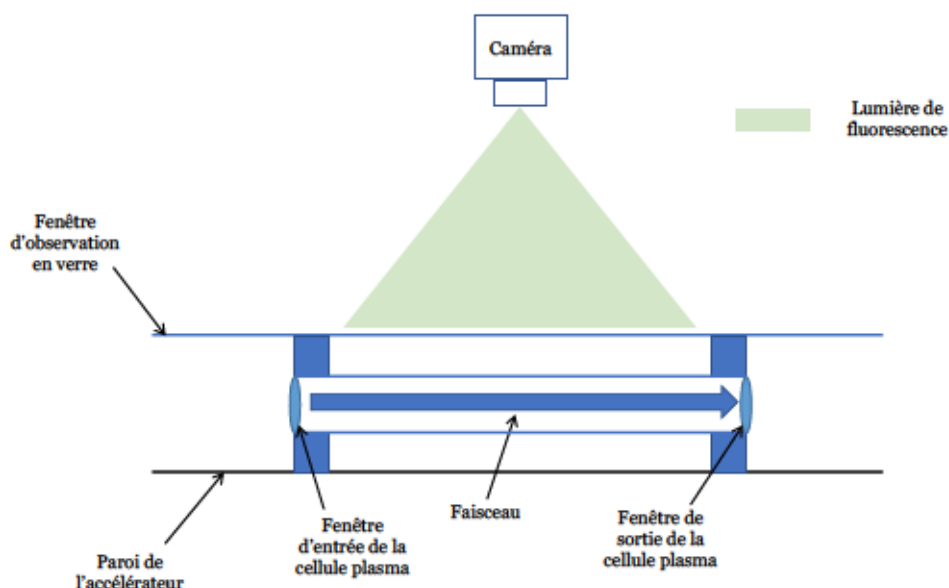 Caméra
Lumière de
fluorescence
Fenêtre
d'observation
en verre
Faisceau
Fenêtre
d'entrée de la
cellule plasma
Fenêtre de
sortie de la
cellule plasma
Paroi de
l'accélérateur